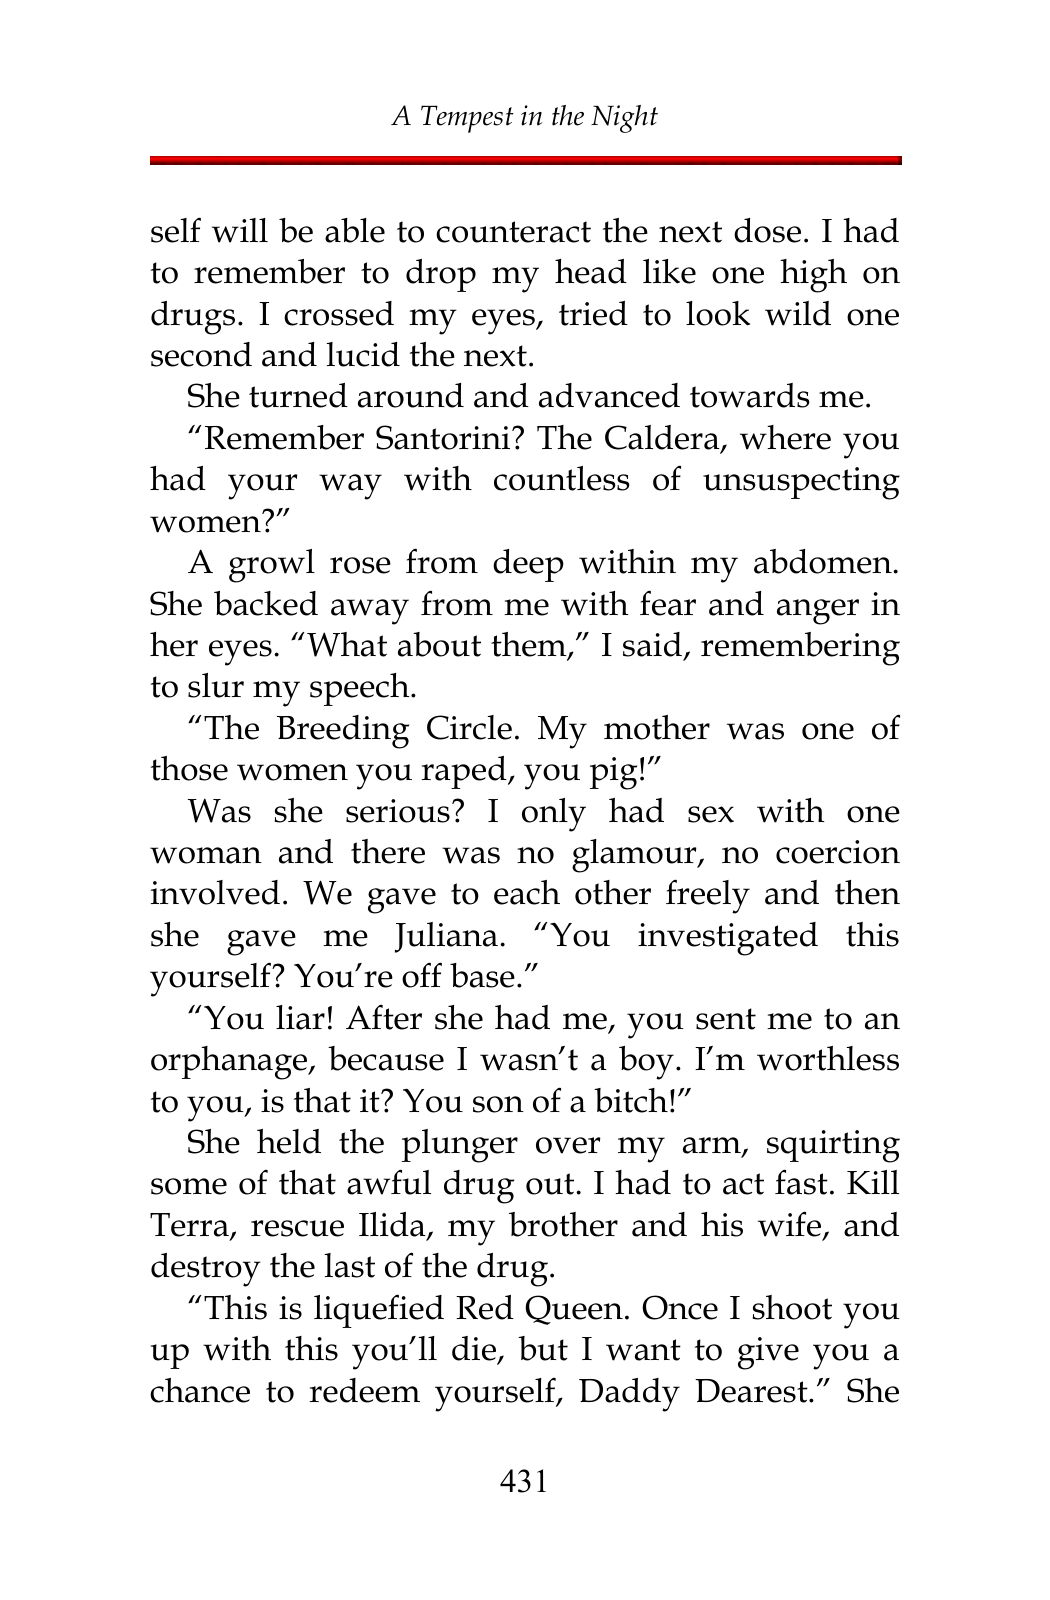 A Tempest in the Night
self will be able to counteract the next dose. I had
to remember to drop my head like one high on
drugs. I crossed my eyes, tried to look wild one
second and lucid the next.
She turned around and advanced towards me.
“Remember Santorini? The Caldera, where you
had your way with countless of unsuspecting
women?”
A growl rose from deep within my abdomen.
She backed away from me with fear and anger in
her eyes. “What about them,” I said, remembering
to slur my speech.
“The Breeding Circle. My mother was one of
those women you raped, you pig!”
Was she serious? I only had sex with one
woman and there was no glamour, no coercion
involved. We gave to each other freely and then
she gave me Juliana. “You investigated this
yourself? You’re off base.”
“You liar! After she had me, you sent me to an
orphanage, because I wasn’t a boy. I’m worthless
to you, is that it? You son of a bitch!”
She held the plunger over my arm, squirting
some of that awful drug out. I had to act fast. Kill
Terra, rescue Ilida, my brother and his wife, and
destroy the last of the drug.
“This is liquefied Red Queen. Once I shoot you
up with this you’ll die, but I want to give you a
chance to redeem yourself, Daddy Dearest.” She
431